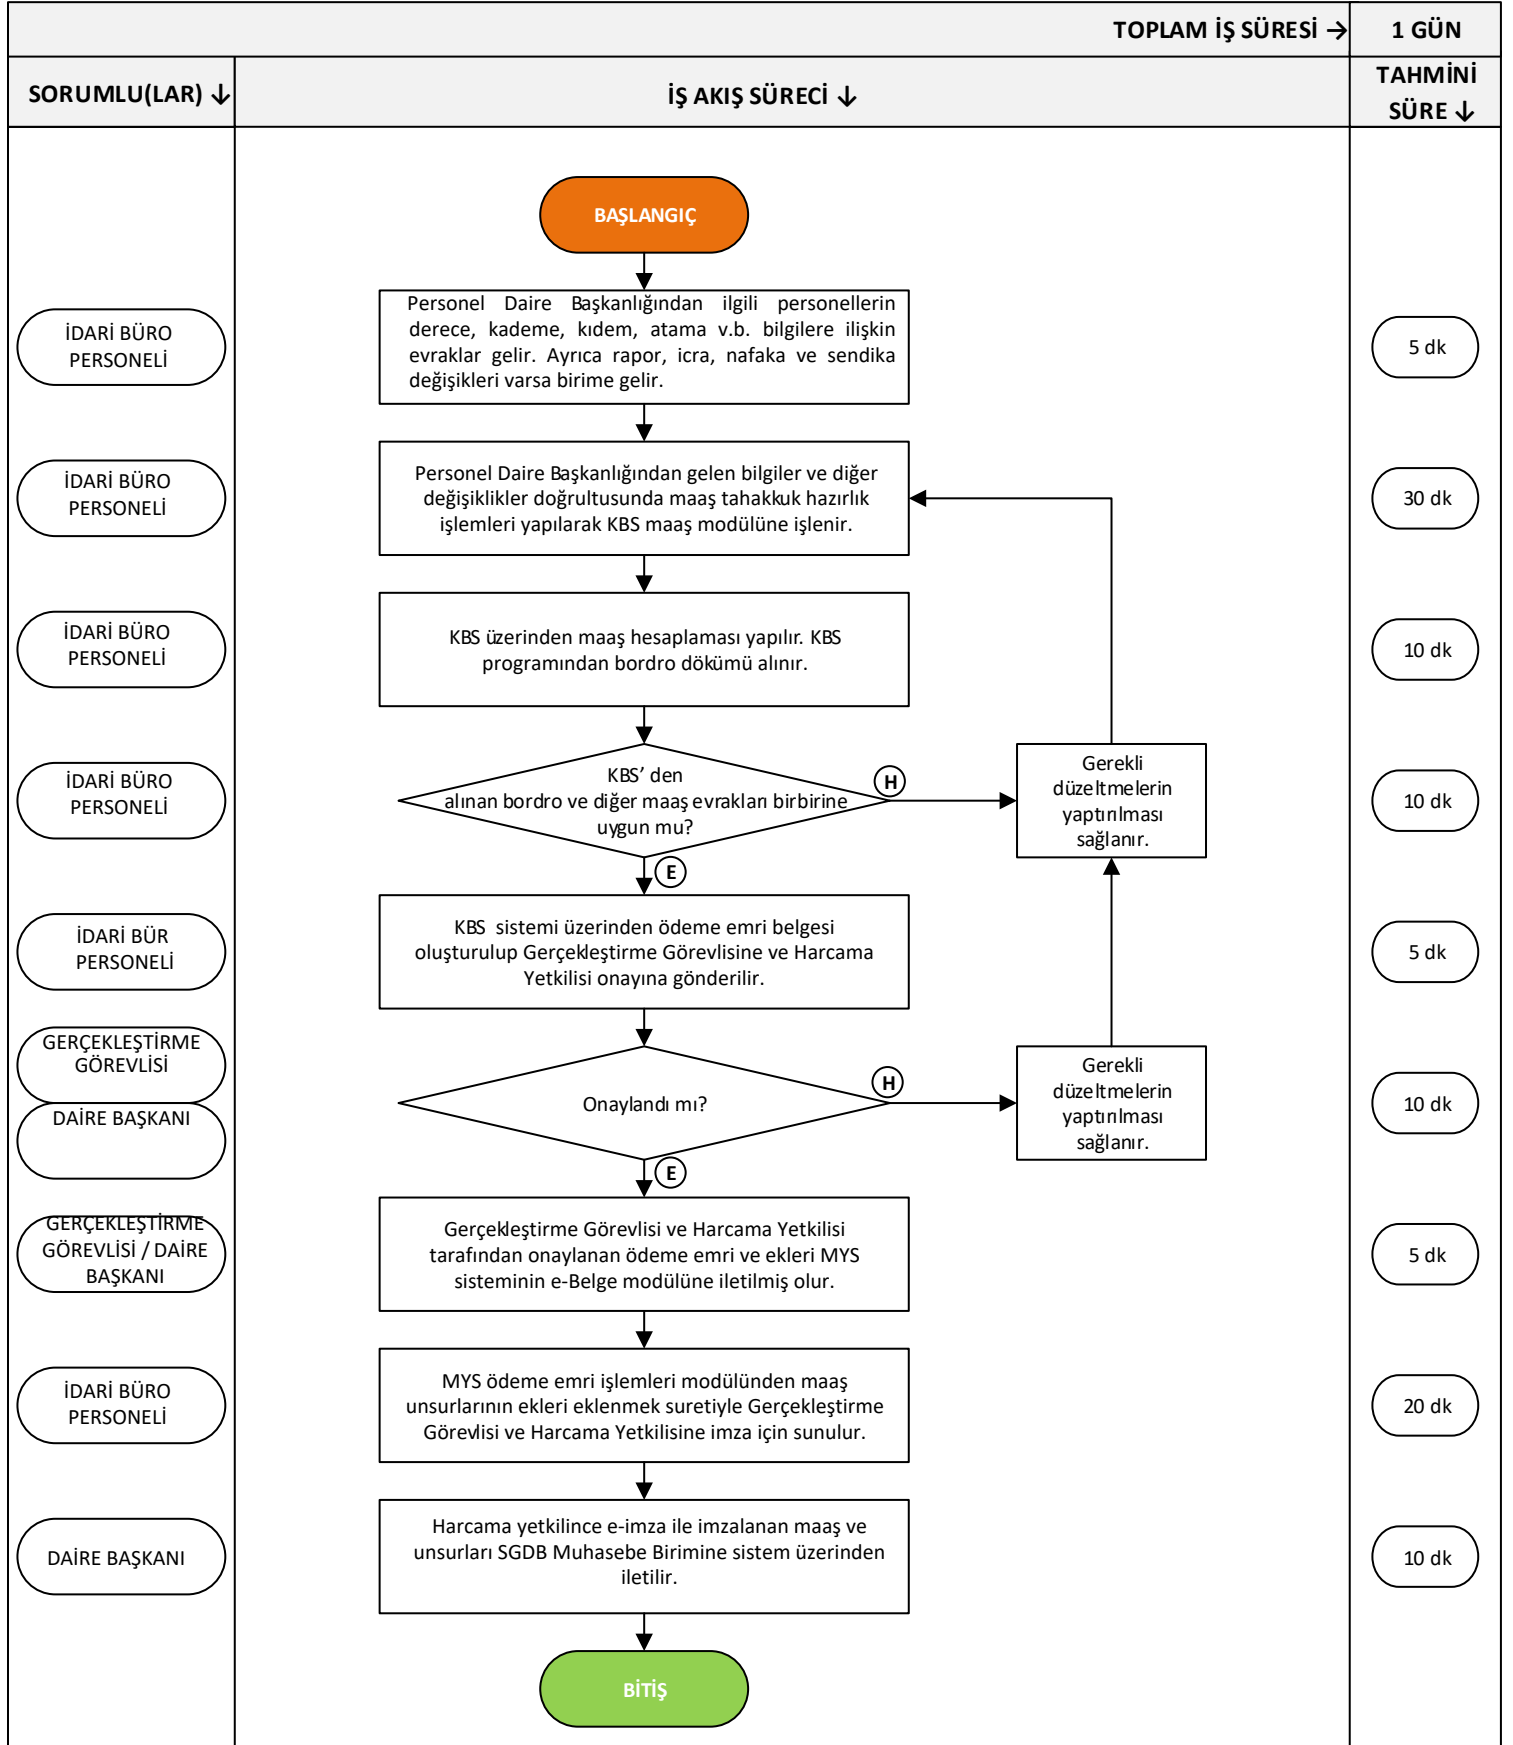 TOPLAM İŞ SÜRESİ →
1 GÜN
SORUMLU(LAR) ↓
İŞ AKIŞ SÜRECİ ↓
TAHMİNİ
SÜRE ↓
BAŞLANGIÇ
İDARİ BÜRO
PERSONELİ
Personel Daire Başkanlığından ilgili personellerin
derece, kademe, kıdem, atama v.b. bilgilere ilişkin
evraklar gelir. Ayrıca rapor, icra, nafaka ve sendika
değişikleri varsa birime gelir.
5 dk
İDARİ BÜRO
PERSONELİ
Personel Daire Başkanlığından gelen bilgiler ve diğer
değişiklikler doğrultusunda maaş tahakkuk hazırlık
işlemleri yapılarak KBS maaş modülüne işlenir.
30 dk
İDARİ BÜRO
PERSONELİ
KBS üzerinden maaş hesaplaması yapılır. KBS
programından bordro dökümü alınır.
10 dk
İDARİ BÜRO
PERSONELİ
KBS’ den
alınan bordro ve diğer maaş evrakları birbirine
uygun mu?
H
E
Gerekli
düzeltmelerin
yaptırılması
sağlanır.
10 dk
İDARİ BÜR
PERSONELİ
KBS  sistemi üzerinden ödeme emri belgesi
oluşturulup Gerçekleştirme Görevlisine ve Harcama
Yetkilisi onayına gönderilir.
5 dk
GERÇEKLEŞTİRME
GÖREVLİSİ
DAİRE BAŞKANI
Onaylandı mı?
H
E
Gerekli
düzeltmelerin
yaptırılması
sağlanır.
10 dk
GERÇEKLEŞTİRME
GÖREVLİSİ / DAİRE
BAŞKANI
Gerçekleştirme Görevlisi ve Harcama Yetkilisi
tarafından onaylanan ödeme emri ve ekleri MYS
sisteminin e-Belge modülüne iletilmiş olur.
5 dk
İDARİ BÜRO
PERSONELİ
MYS ödeme emri işlemleri modülünden maaş
unsurlarının ekleri eklenmek suretiyle Gerçekleştirme
Görevlisi ve Harcama Yetkilisine imza için sunulur.
20 dk
DAİRE BAŞKANI
Harcama yetkilince e-imza ile imzalanan maaş ve
unsurları SGDB Muhasebe Birimine sistem üzerinden
iletilir.
10 dk
BİTİŞ